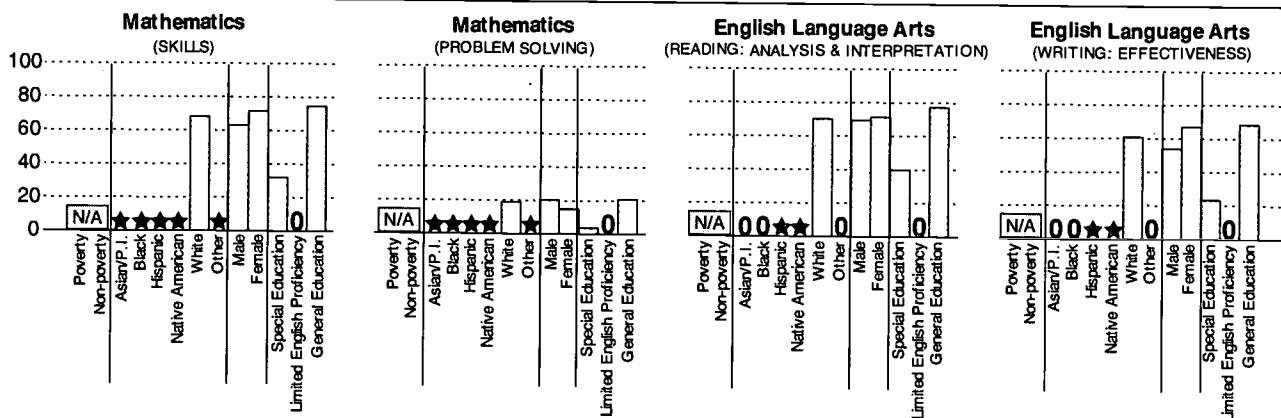 Mathematics
(SKILLS)
100
80
60
40
20
0
N/A
0
Poverty
Non-poverty
Asian/P.I.
Black
Hispanic
Native American
White
Other
Male
Female
Special Education
Limited English Proficiency
General Education
Mathematics
(PROBLEM SOLVING)
N/A
0
Poverty
Non-poverty
Asian/P.I.
Black
Hispanic
Native American
White
Other
Male
Female
Special Education
Limited English Proficiency
General Education
English Language Arts
(READING: ANALYSIS & INTERPRETATION)
N/A
0
0
0
0
Poverty
Non-poverty
Asian/P.I.
Black
Hispanic
Native American
White
Other
Male
Female
Special Education
Limited English Proficiency
General Education
English Language Arts
(WRITING: EFFECTIVENESS)
N/A
0
0
0
0
Poverty
Non-poverty
Asian/P.I.
Black
Hispanic
Native American
White
Other
Male
Female
Special Education
Limited English Proficiency
General Education